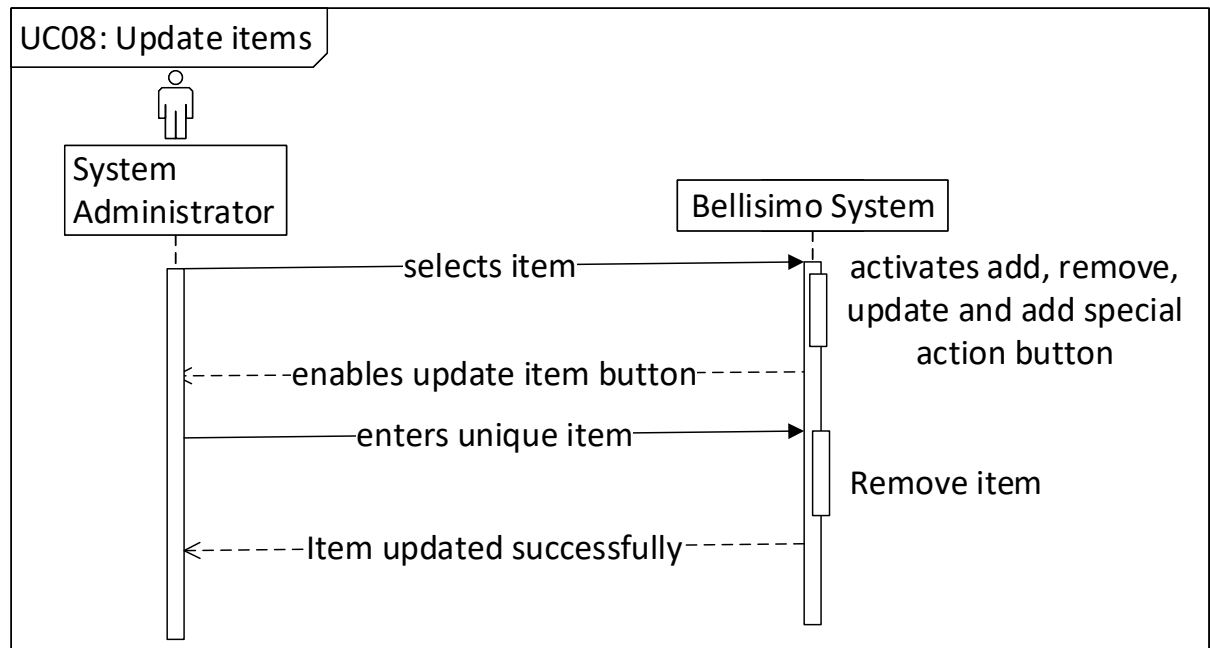 UC08: Update items
System
Administrator
Bellisimo System
selects item
activates add, remove,
update and add special
action button
enables update item button
enters unique item
Remove item
Item updated successfully